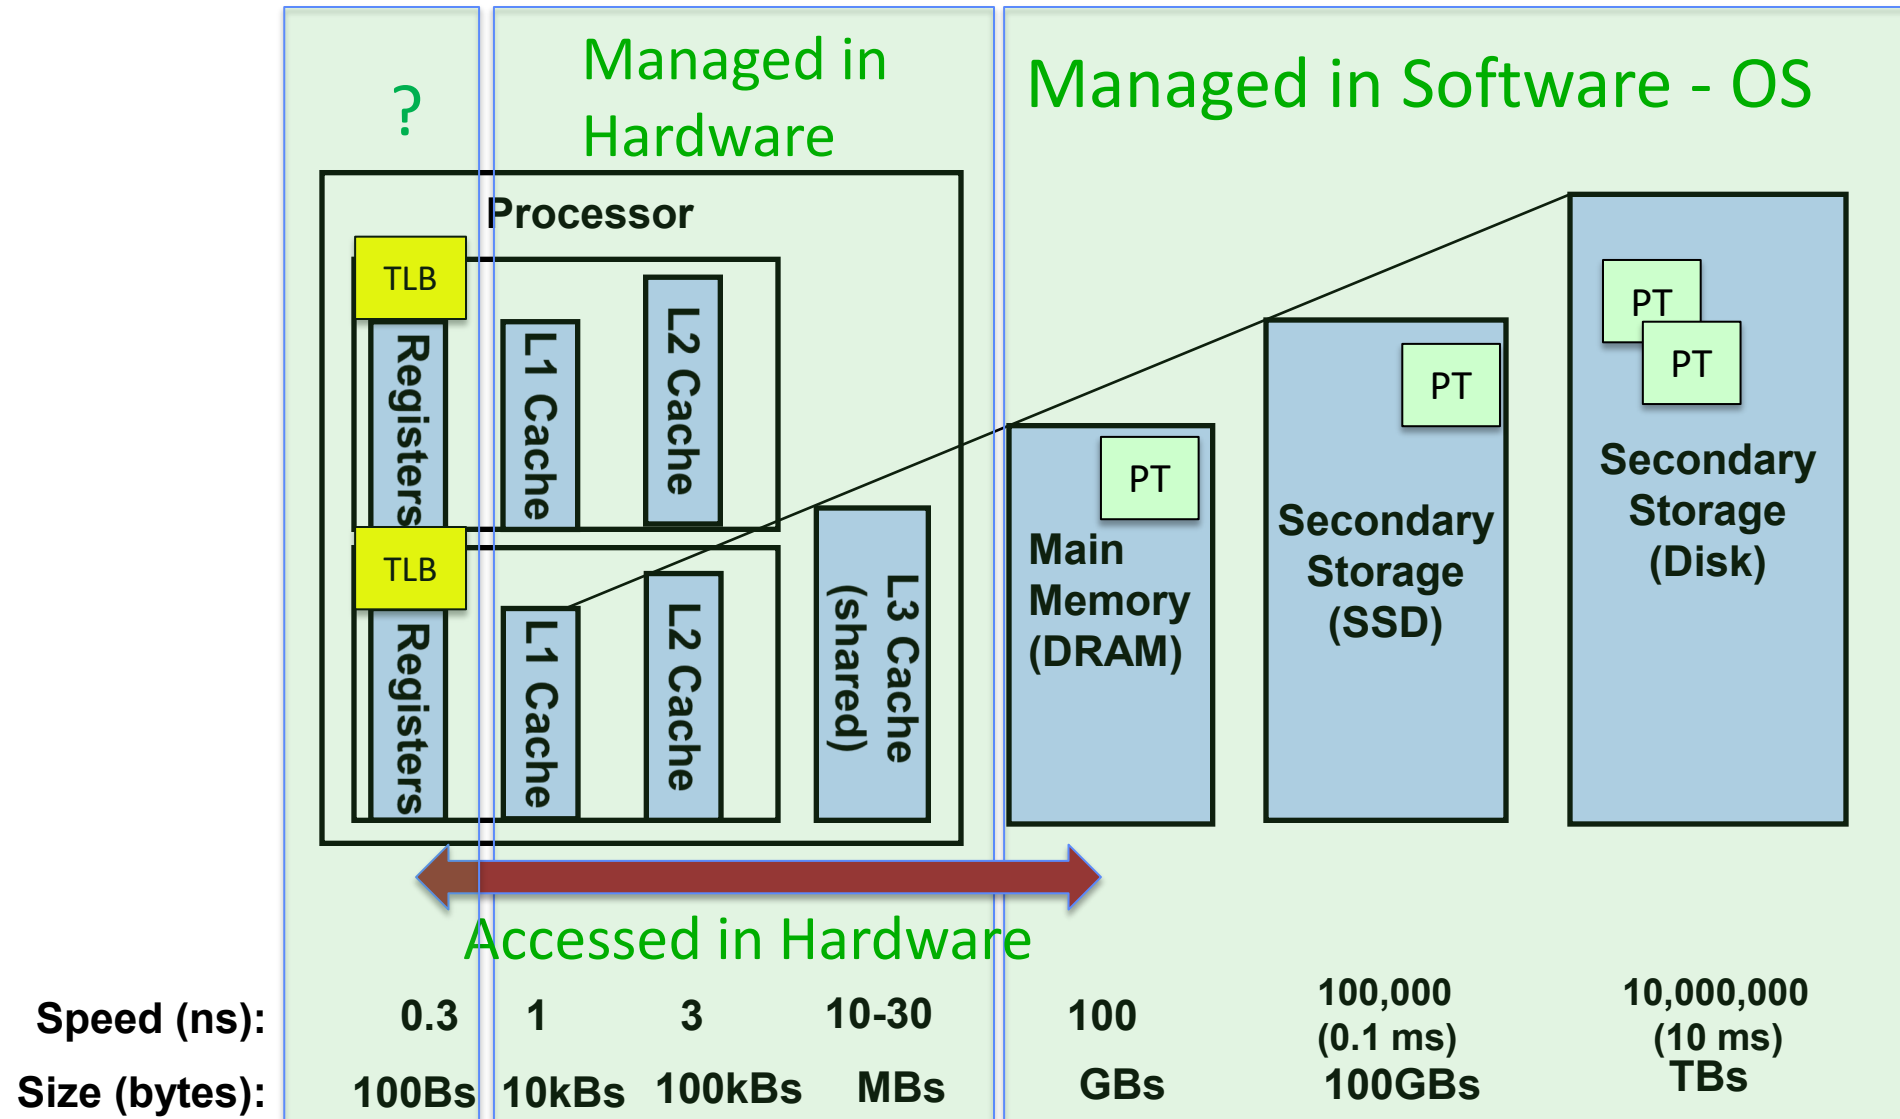 ?
Managed in
Hardware
Managed in Software - OS
Processor
TLB
Registers
L1 Cache
L2 Cache
TLB
Registers
L1 Cache
L2 Cache
L3 Cache
(shared)
PT
Main
Memory
(DRAM)
PT
Secondary
Storage
(SSD)
PT
PT
Secondary
Storage
(Disk)
Accessed in Hardware
Speed (ns): 0.3 1 3 10-30 100 100,000 (0.1 ms) 10,000,000 (10 ms)
Size (bytes): 100Bs 10kBs 100kBs MBs GBs 100GBs TBs